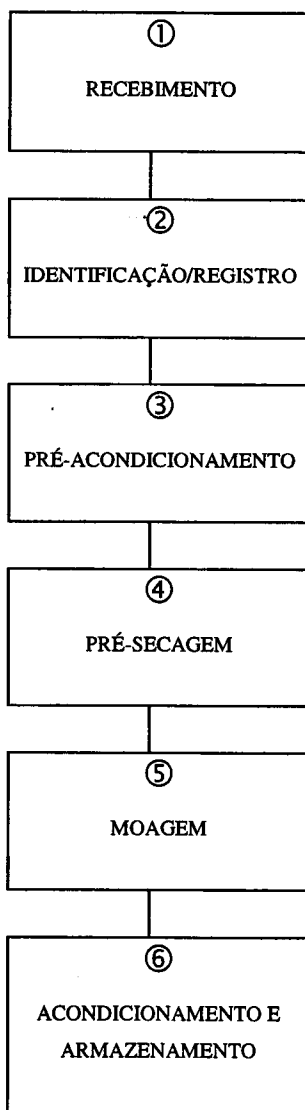 ①
RECEBIMENTO
②
IDENTIFICAÇÃO/REGISTRO
③
PRÉ-ACONDICIONAMENTO
④
PRÉ-SECAGEM
⑤
MOAGEM
⑥
ACONDICIONAMENTO E
ARMAZENAMENTO